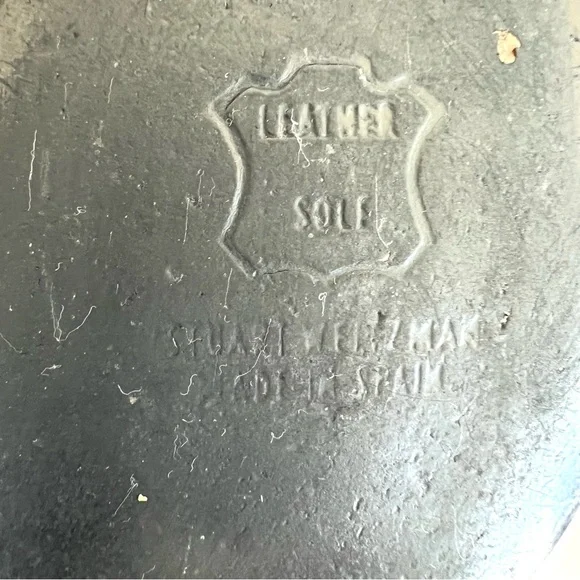 LEATHER
SOLE
STUART WEITZMAN
MADE IN SPAIN